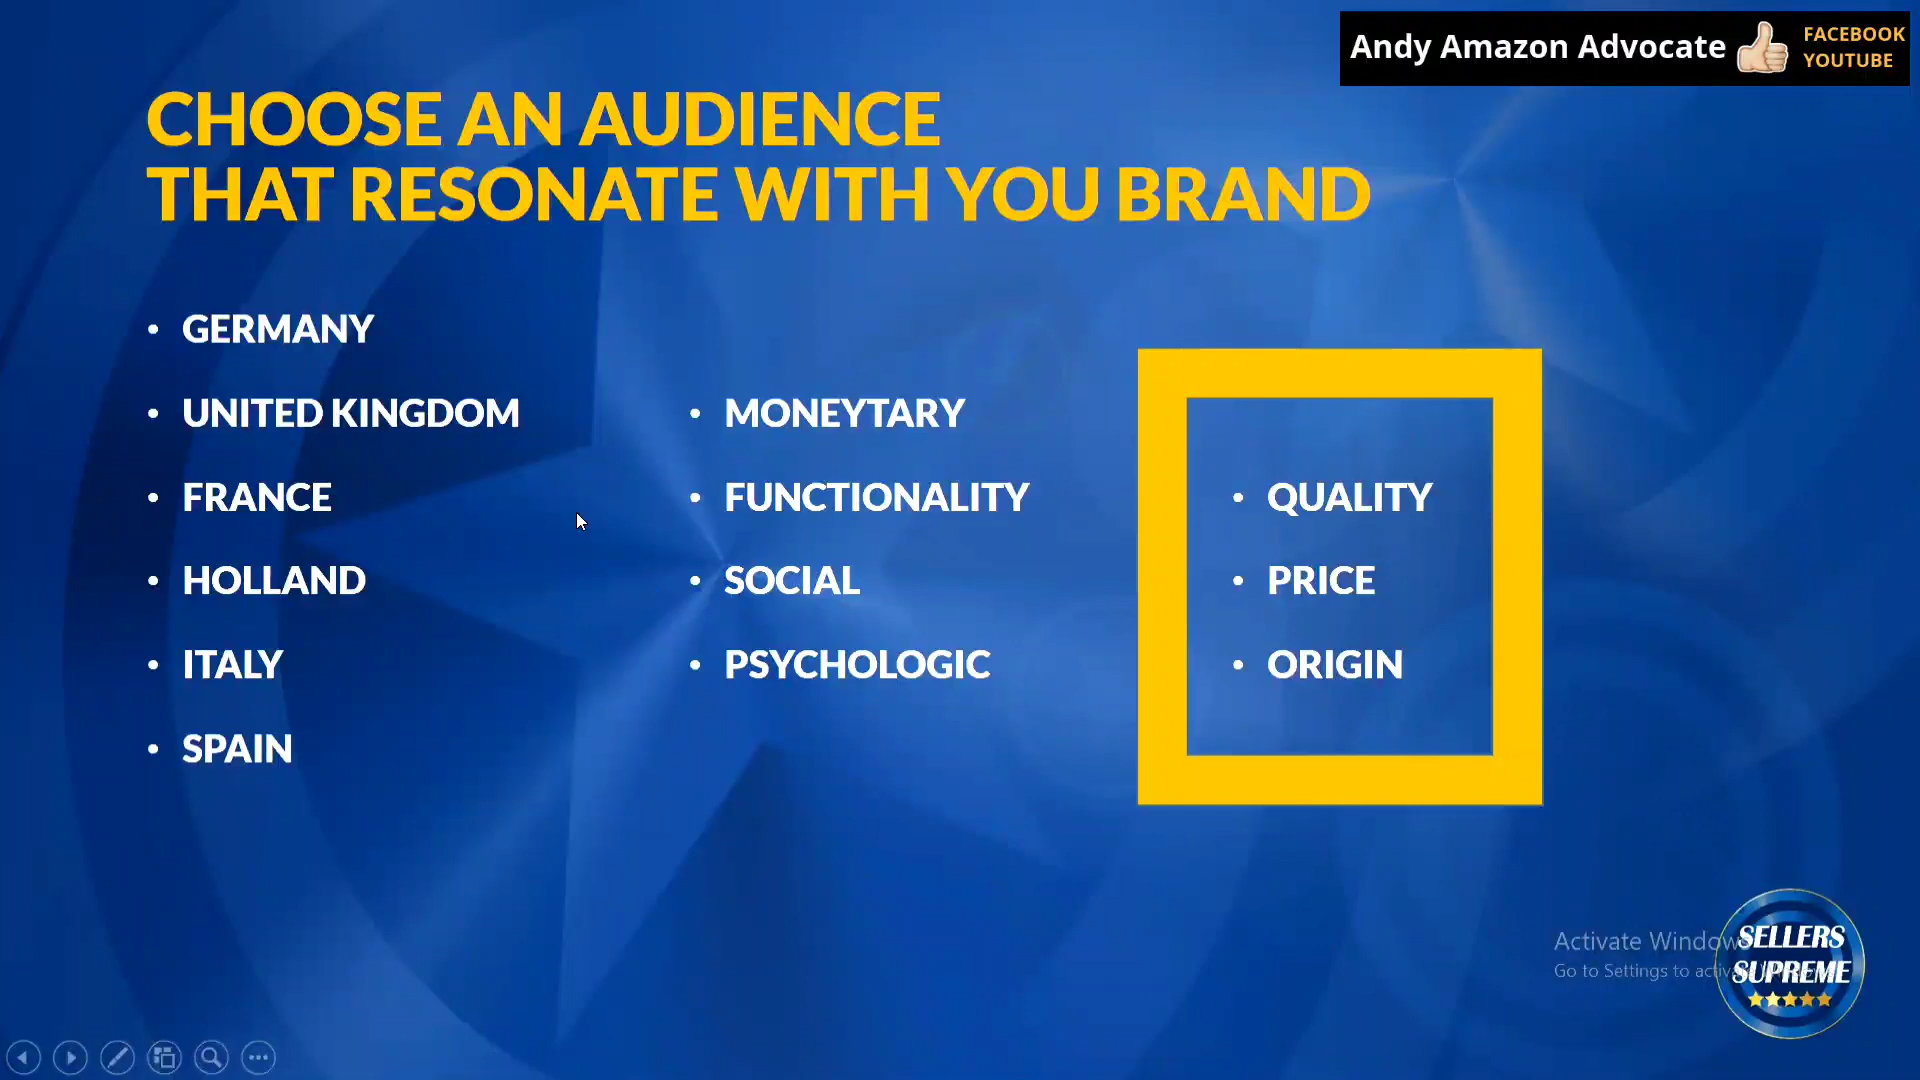 Andy Amazon Advocate
FACEBOOK
YOUTUBE
CHOOSE AN AUDIENCE
THAT RESONATE WITH YOU BRAND
• GERMANY
• UNITED KINGDOM
• FRANCE
• HOLLAND
• ITALY
• SPAIN
• MONEYTARY
• FUNCTIONALITY
• SOCIAL
• PSYCHOLOGIC
• QUALITY
• PRICE
• ORIGIN
Activate Windows
Go to Settings to activate
SELLERS
SUPREME